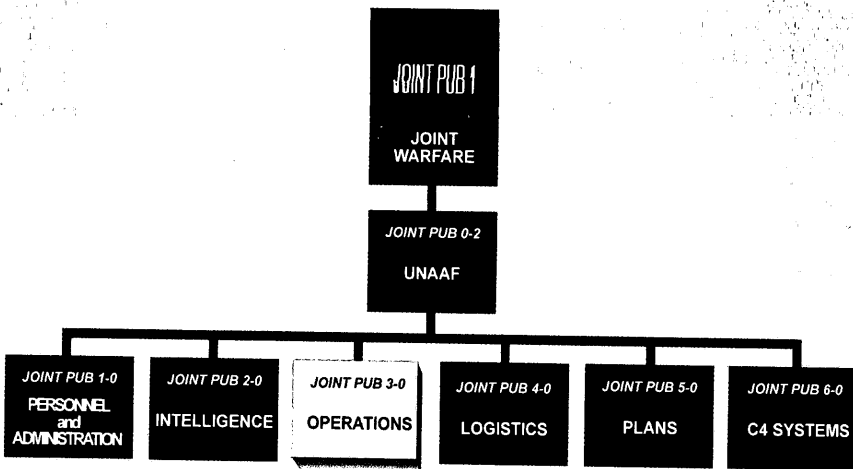 JOINT PUB 1
JOINT
WARFARE
JOINT PUB 0-2
UNAAF
JOINT PUB 1-0
PERSONNEL
and
ADMINISTRATION
JOINT PUB 2-0
INTELLIGENCE
JOINT PUB 3-0
OPERATIONS
JOINT PUB 4-0
LOGISTICS
JOINT PUB 5-0
PLANS
JOINT PUB 6-0
C4 SYSTEMS